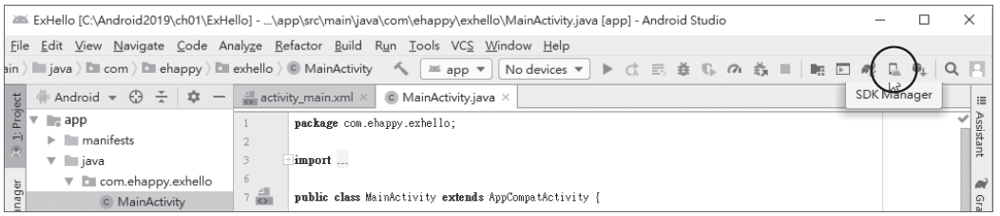 ExHello [C:\Android2019\ch01\ExHello] - ...\app\src\main\java\com\ehappy\exhello\MainActivity.java [app] - Android Studio
File Edit View Navigate Code Analyze Refactor Build Run Tools VCS Window Help
ain java com ehappy exhello MainActivity app No devices
SDK Manager
1: Project
Android
activity_main.xml MainActivity.java
app
manifests
java
com.ehappy.exhello
MainActivity
1 package com.ehappy.exhello;
2
3 import ...
6
7 public class MainActivity extends AppCompatActivity {
Assistant
Gra
nager